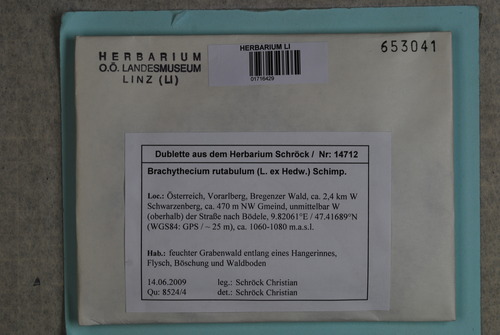 HERBARIUM
O.Ö. LANDESMUSEUM
LINZ (LI)
HERBARIUM LI
01716429
653041
Dublette aus dem Herbarium Schröck / Nr: 14712
Brachythecium rutabulum (L. ex Hedw.) Schimp.
Loc.: Österreich, Vorarlberg, Bregenzer Wald, ca. 2,4 km W
Schwarzenberg, ca. 470 m NW Gmeind, unmittelbar W
(oberhalb) der Straße nach Bödele, 9.82061°E / 47.41689°N
(WGS84: GPS / ~ 25 m), ca. 1060-1080 m.a.s.l.
Hab.: feuchter Grabenwald entlang eines Hangerinnes,
Flysch, Böschung und Waldboden
14.06.2009 leg.: Schröck Christian
Qu: 8524/4 det.: Schröck Christian